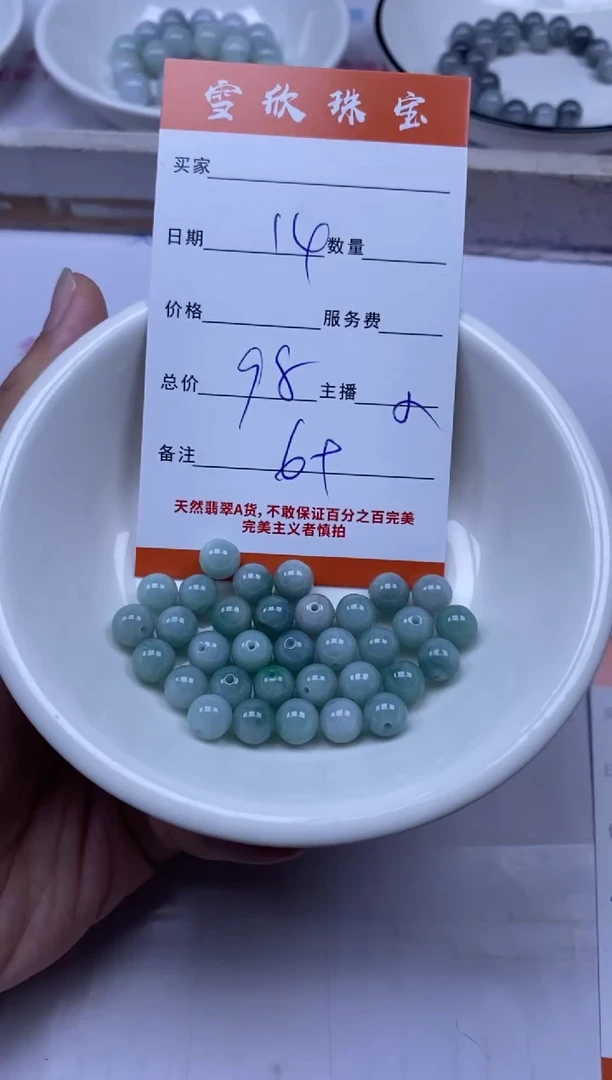 雪欣珠宝
买家
日期 14 数量
价格 服务费
总价 98 主播
备注 6+
天然翡翠A货，不敢保证百分之百完美
完美主义者慎拍